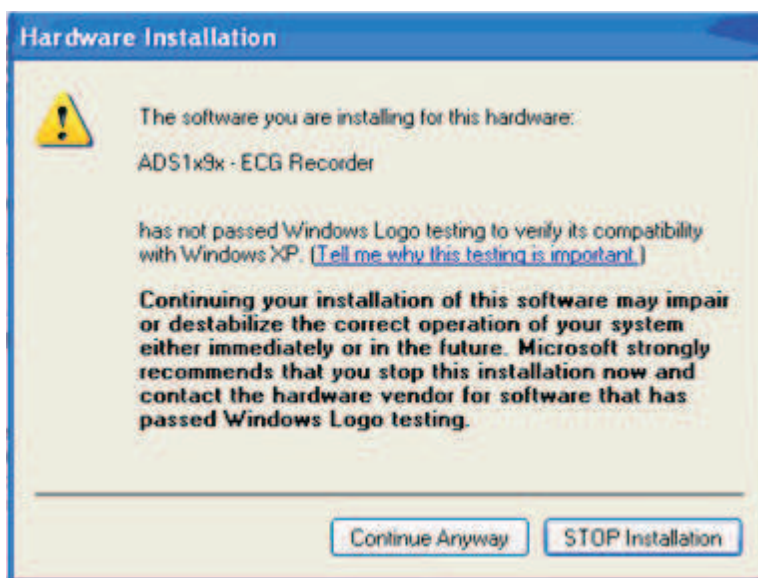 Hardware Installation
The software you are installing for this hardware:
ADS1x9x - ECG Recorder
has not passed Windows Logo testing to verify its compatibility
with Windows XP. (Tell me why this testing is important.)
Continuing your installation of this software may impair
or destabilize the correct operation of your system
either immediately or in the future. Microsoft strongly
recommends that you stop this installation now and
contact the hardware vendor for software that has
passed Windows Logo testing.
Continue Anyway STOP Installation